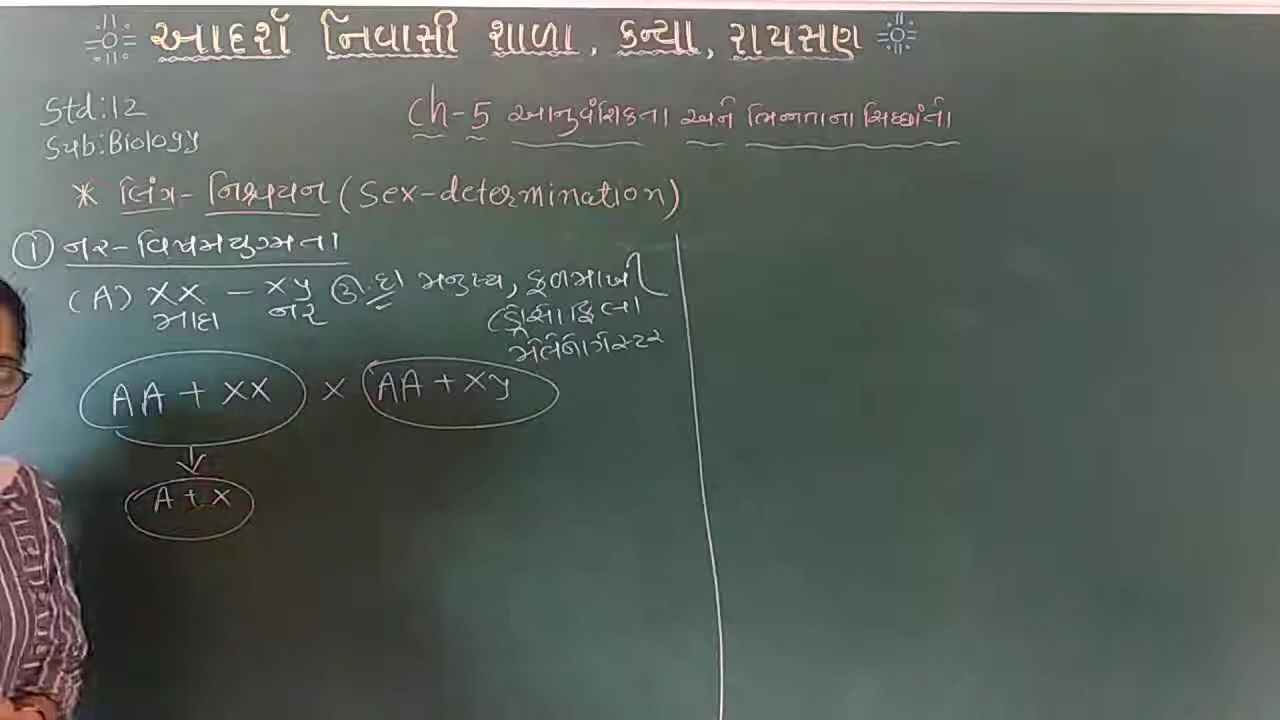 આદર્શ નિવાસી શાળા, કન્યા, રાયસણ
Std:12
Sub:Biology
Ch-5 આનુવંશિકતા અને ભિન્નતાના સિદ્ધાંતો
* લિંગ-નિશ્ચયન (Sex-determination)
① નર-વિષમયુગ્મતા
(A) XX - XY ઉ.દા મનુષ્ય, ફળમાખી
માદા નર (ડ્રોસોફિલા
મેલેનોગેસ્ટર
AA + XX × AA + XY
A + X